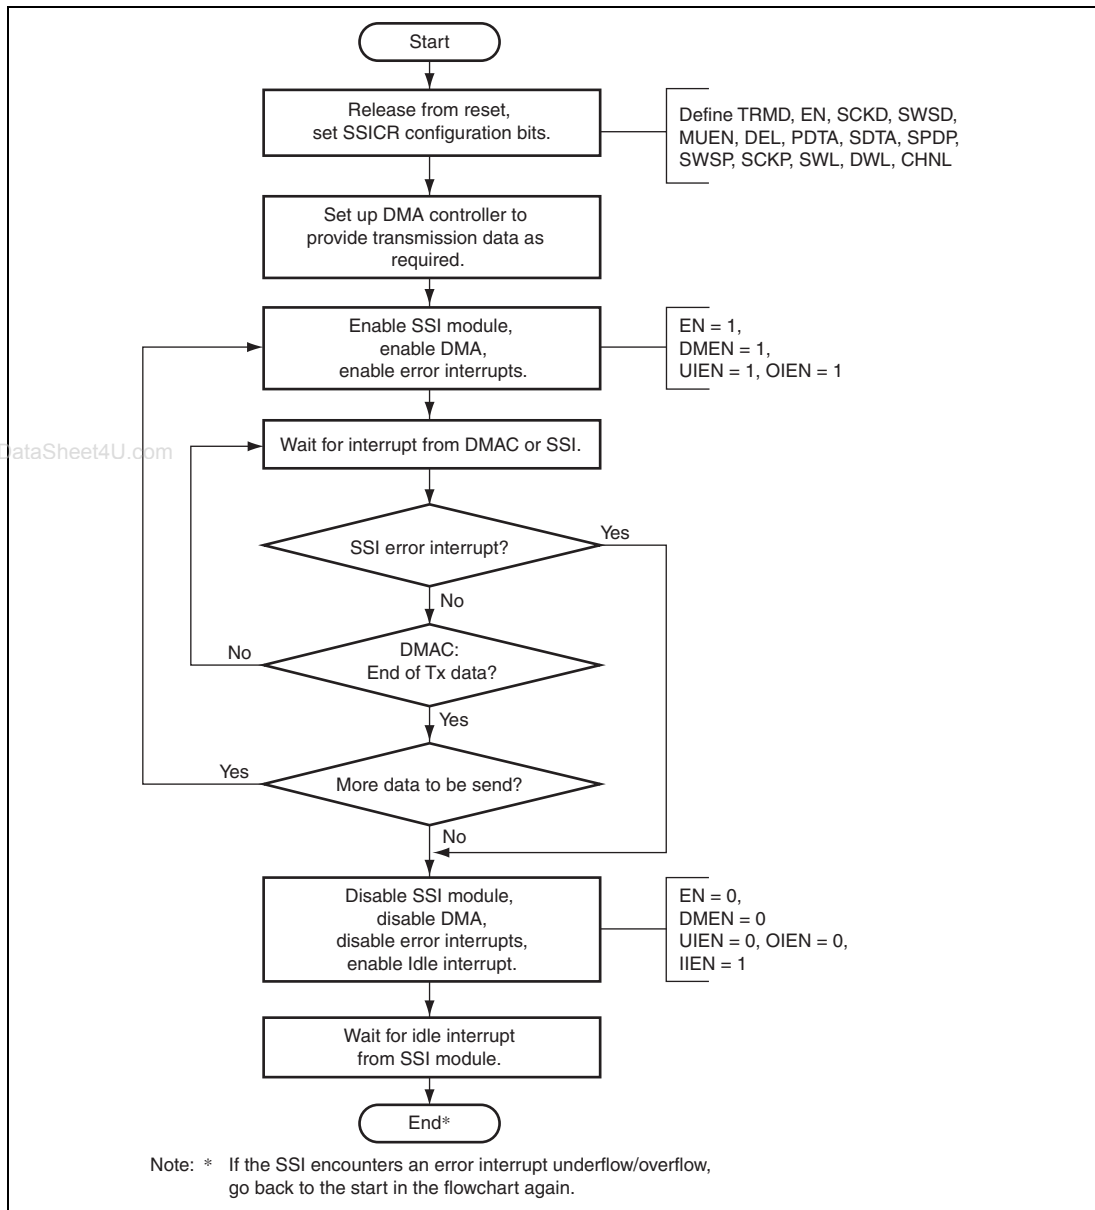 Start
Release from reset,
set SSICR configuration bits.
Define TRMD, EN, SCKD, SWSD,
MUEN, DEL, PDTA, SDTA, SPDP,
SWSP, SCKP, SWL, DWL, CHNL
Set up DMA controller to
provide transmission data as
required.
Enable SSI module,
enable DMA,
enable error interrupts.
EN = 1,
DMEN = 1,
UIEN = 1, OIEN = 1
DataSheet4U.com
Wait for interrupt from DMAC or SSI.
SSI error interrupt?
Yes
No
DMAC:
End of Tx data?
No
Yes
More data to be send?
Yes
No
Disable SSI module,
disable DMA,
disable error interrupts,
enable Idle interrupt.
EN = 0,
DMEN = 0
UIEN = 0, OIEN = 0,
IIEN = 1
Wait for idle interrupt
from SSI module.
End*
Note: * If the SSI encounters an error interrupt underflow/overflow,
go back to the start in the flowchart again.